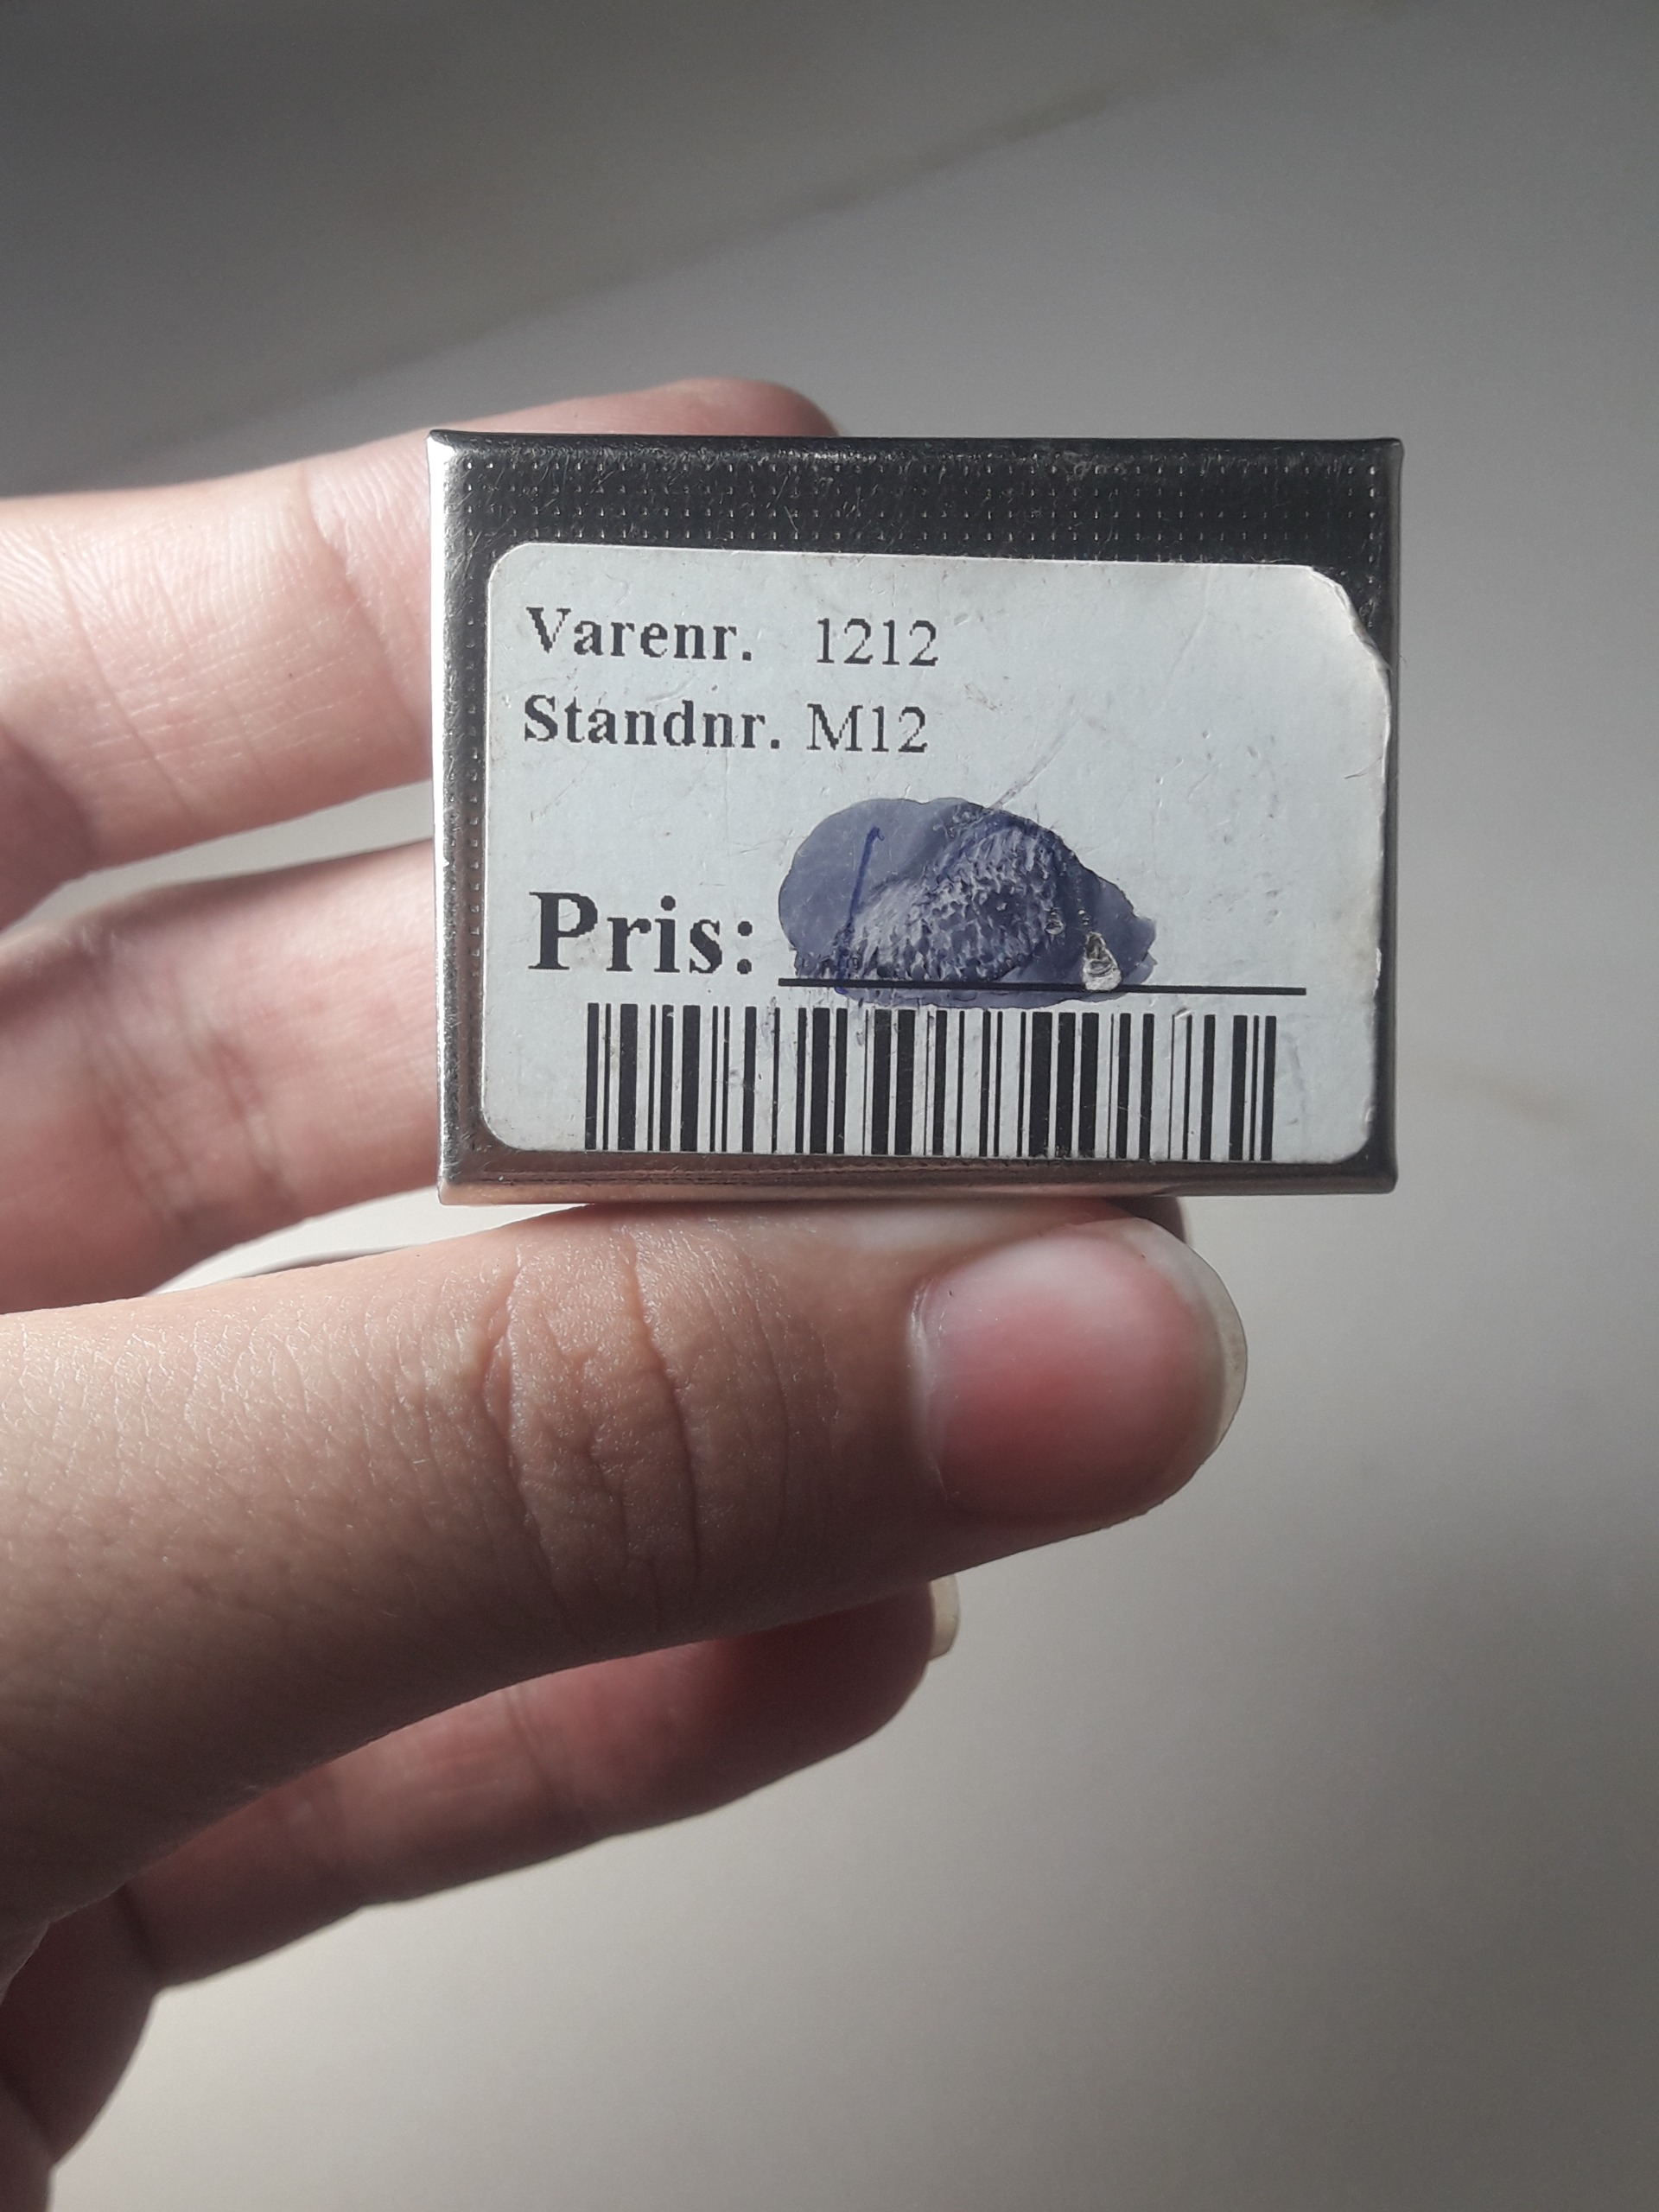 Varenr. 1212
Standnr. M12
Pris: